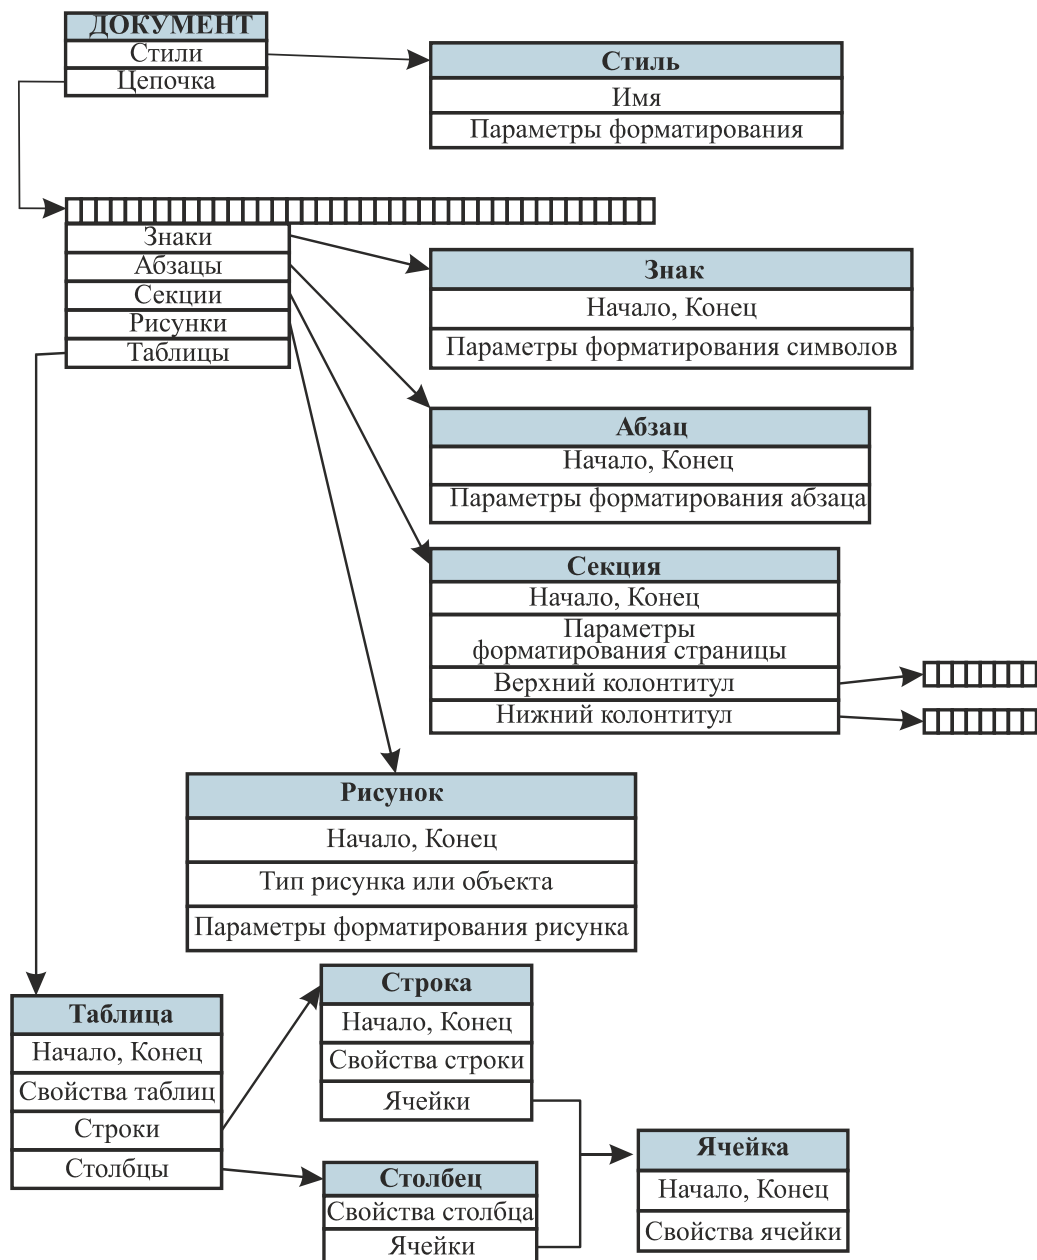 ДОКУМЕНТ
Стили
Цепочка
Стиль
Имя
Параметры форматирования
Знаки
Абзацы
Секции
Рисунки
Таблицы
Знак
Начало, Конец
Параметры форматирования символов
Абзац
Начало, Конец
Параметры форматирования абзаца
Секция
Начало, Конец
Параметры
форматирования страницы
Верхний колонтитул
Нижний колонтитул
Рисунок
Начало, Конец
Тип рисунка или объекта
Параметры форматирования рисунка
Таблица
Начало, Конец
Свойства таблиц
Строки
Столбцы
Строка
Начало, Конец
Свойства строки
Ячейки
Столбец
Свойства столбца
Ячейки
Ячейка
Начало, Конец
Свойства ячейки